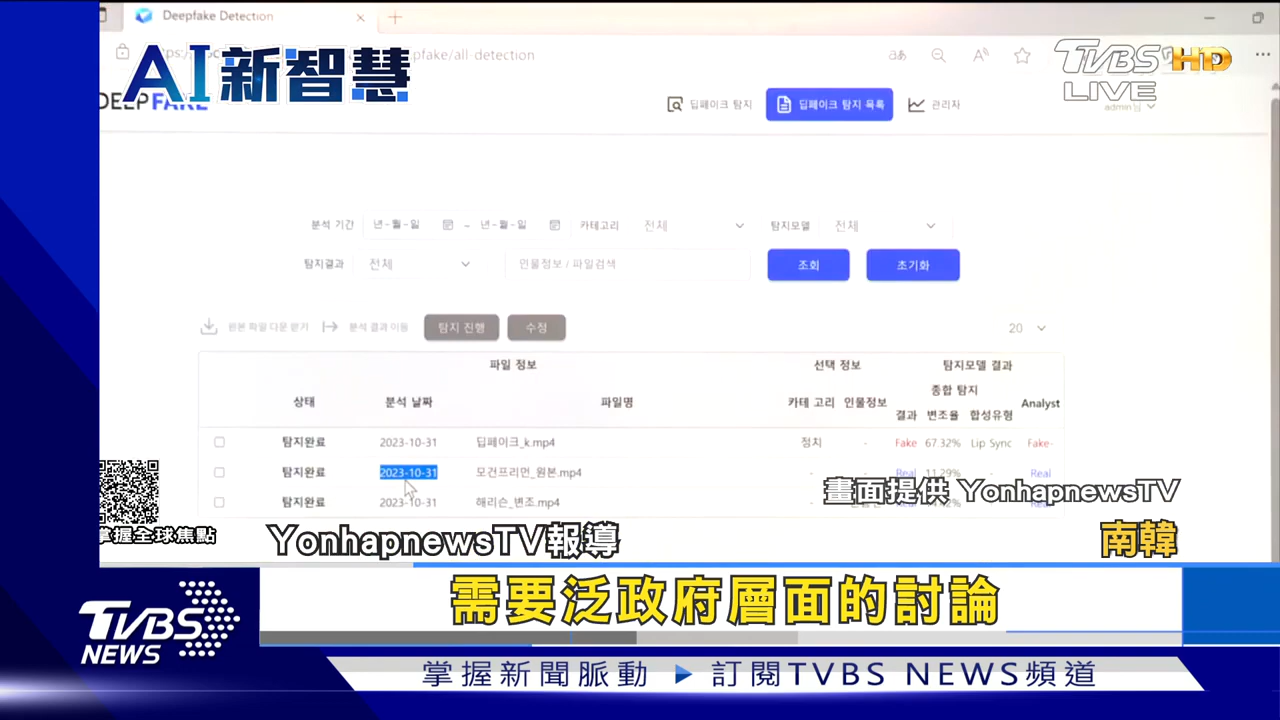 Deepfake Detection
pfake/all-detection
AI新智慧
TVBS HD
LIVE
DEEPFAKE
딥페이크 탐지
딥페이크 탐지 목록
관리자
admin님
분석 기간
년-월-일 ~ 년-월-일
카테고리
전체
탐지모델
전체
탐지결과
전체
인물정보 / 파일검색
조회
초기화
원본 파일 다운 받기
분석 결과 이동
탐지 진행
수정
20
파일 정보
선택 정보
탐지모델 결과
상태
분석 날짜
파일명
카테 고리
인물정보
종합 탐지
결과 변조율 합성유형
Analyst
탐지완료 2023-10-31 딥페이크_k.mp4 정치 - Fake 67.32% Lip Sync Fake-
탐지완료 2023-10-31 모건프리먼_원본.mp4 - - Real 11.29% - Real
탐지완료 2023-10-31 해리슨_변조.mp4
畫面提供 YonhapnewsTV
掌握全球焦點
YonhapnewsTV報導
南韓
需要泛政府層面的討論
TVBS
NEWS
掌握新聞脈動 ▶ 訂閱TVBS NEWS頻道